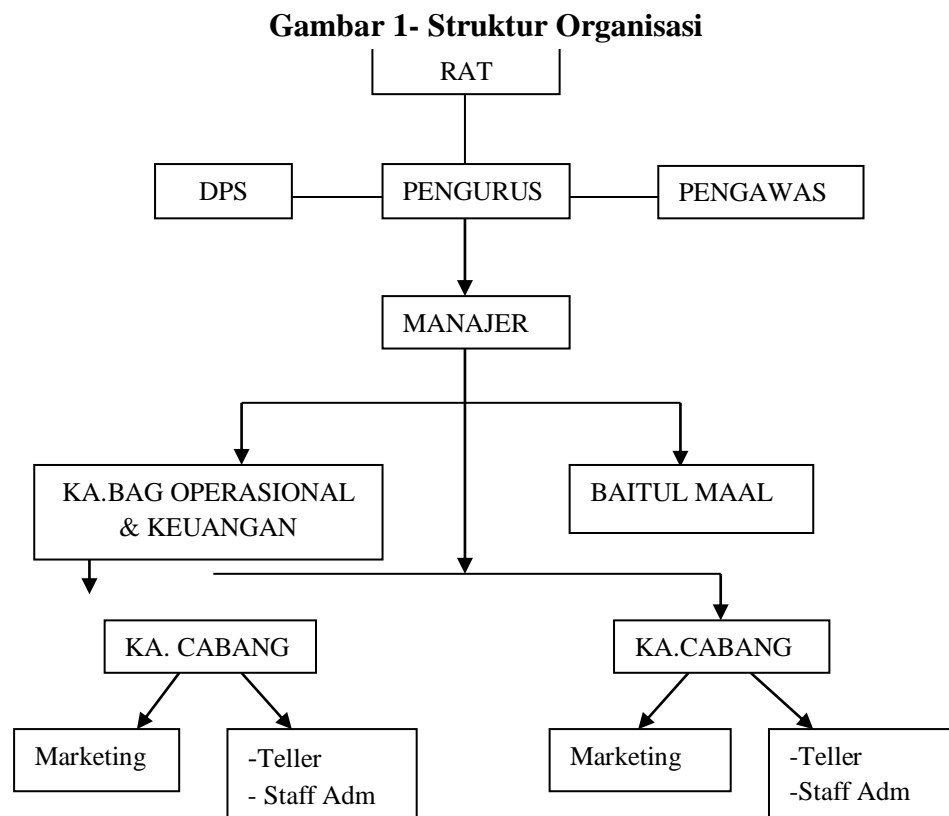 Gambar 1- Struktur Organisasi
RAT
DPS
PENGURUS
PENGAWAS
MANAJER
KA.BAG OPERASIONAL
& KEUANGAN
BAITUL MAAL
KA. CABANG
KA.CABANG
Marketing
-Teller
- Staff Adm
Marketing
-Teller
-Staff Adm